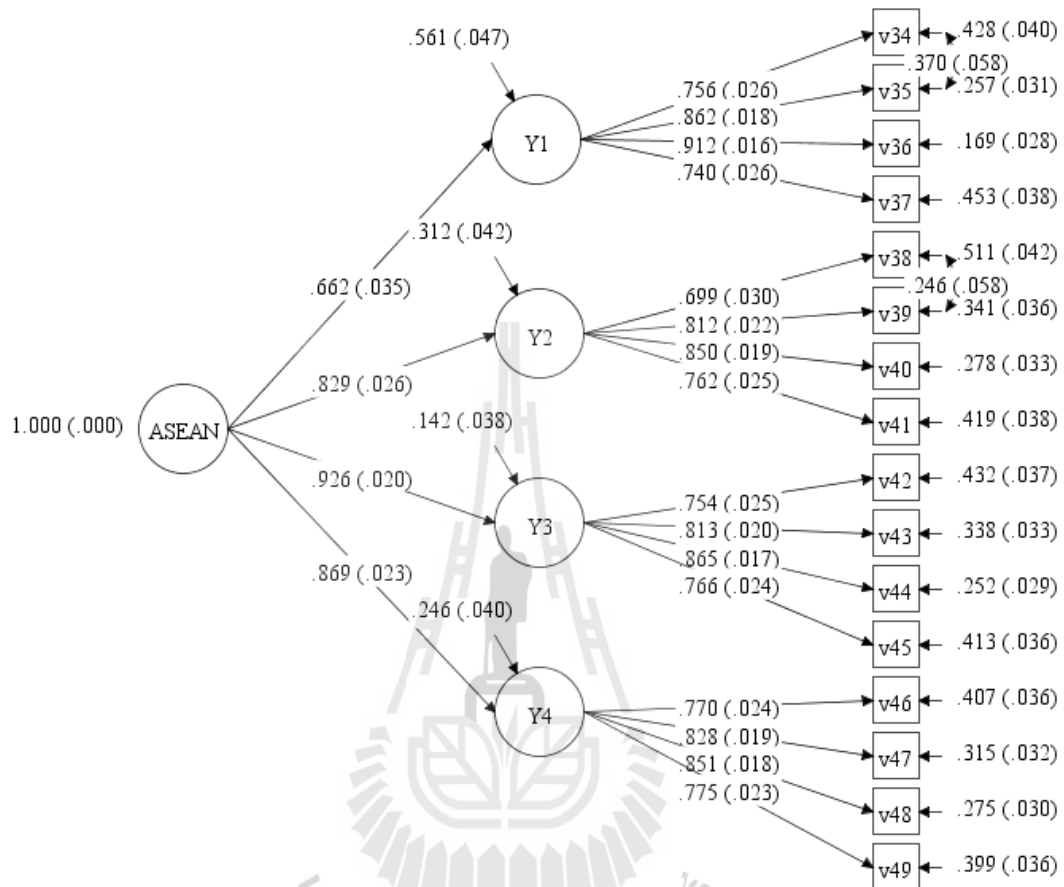 .561 (.047)
Y1
.756 (.026)
.862 (.018)
.912 (.016)
.740 (.026)
v34
.428 (.040)
.370 (.058)
v35
.257 (.031)
v36
.169 (.028)
v37
.453 (.038)
.312 (.042)
.662 (.035)
Y2
.699 (.030)
.812 (.022)
.850 (.019)
.762 (.025)
v38
.511 (.042)
.246 (.058)
v39
.341 (.036)
v40
.278 (.033)
v41
.419 (.038)
.829 (.026)
1.000 (.000)
ASEAN
.142 (.038)
.926 (.020)
Y3
.754 (.025)
.813 (.020)
.865 (.017)
.766 (.024)
v42
.432 (.037)
v43
.338 (.033)
v44
.252 (.029)
v45
.413 (.036)
.869 (.023)
.246 (.040)
Y4
.770 (.024)
.828 (.019)
.851 (.018)
.775 (.023)
v46
.407 (.036)
v47
.315 (.032)
v48
.275 (.030)
v49
.399 (.036)